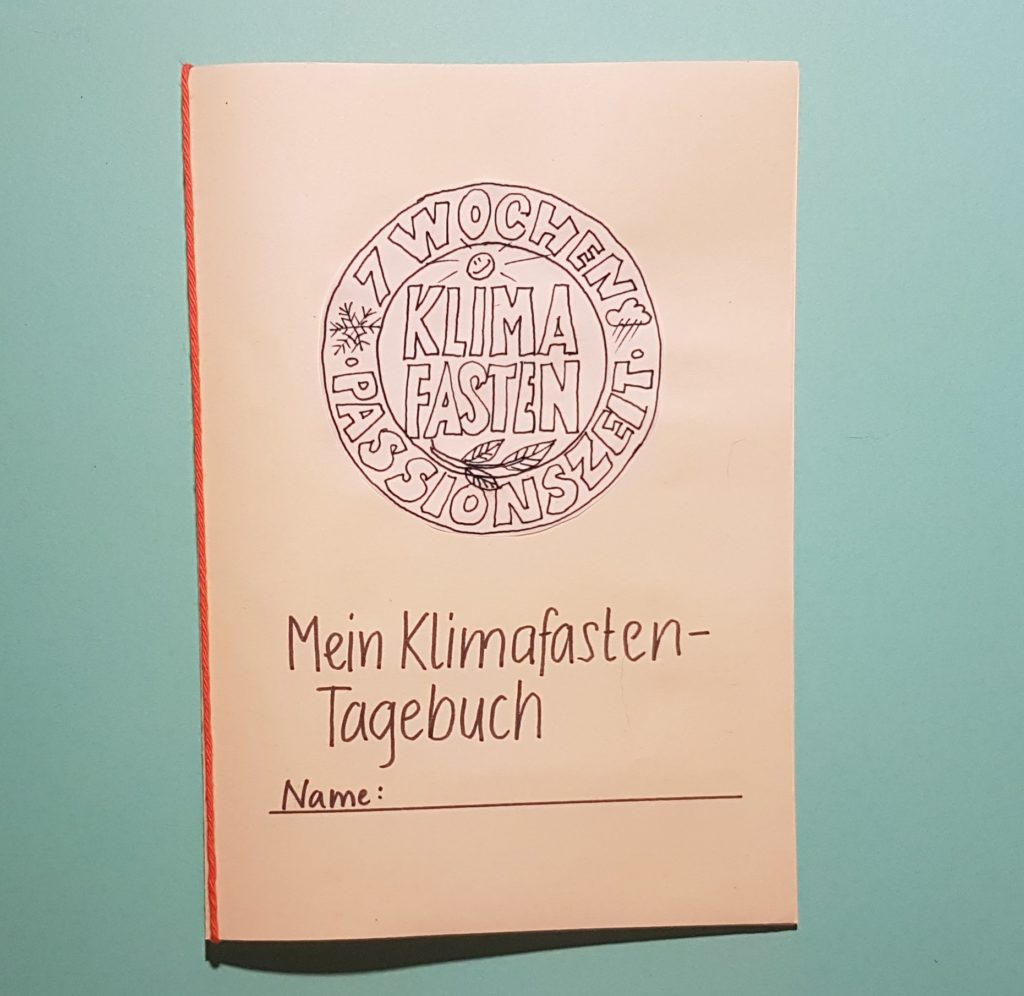 7 WOCHEN
KLIMA
FASTEN
• PASSIONSZEIT •
Mein Klimafasten-
Tagebuch
Name: